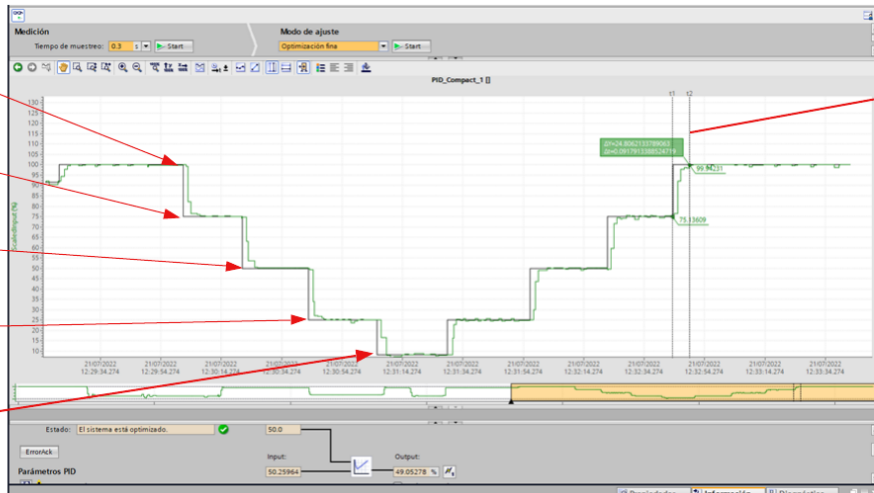 Medición
Modo de ajuste
Tiempo de muestreo: 0.3 s Start
Optimización fina Start
PID_Compact_1 []
t1 t2
130
125
120
115
110
105
100
95
90
85
80
75
70
65
60
55
50
45
40
35
30
25
20
15
10
ScaledInput (%)
99.94231
75.13609
21/07/2022 21/07/2022 21/07/2022 21/07/2022 21/07/2022 21/07/2022 21/07/2022 21/07/2022 21/07/2022 21/07/2022 21/07/2022 21/07/2022 21/07/2022
12:29:34.274 12:29:54.274 12:30:14.274 12:30:34.274 12:30:54.274 12:31:14.274 12:31:34.274 12:31:54.274 12:32:14.274 12:32:34.274 12:32:54.274 12:33:14.274 12:33:34.274
Estado: El sistema está optimizado. 50.0
ErrorAck
Input: Output:
Parámetros PID
50.25964 49.05278 %